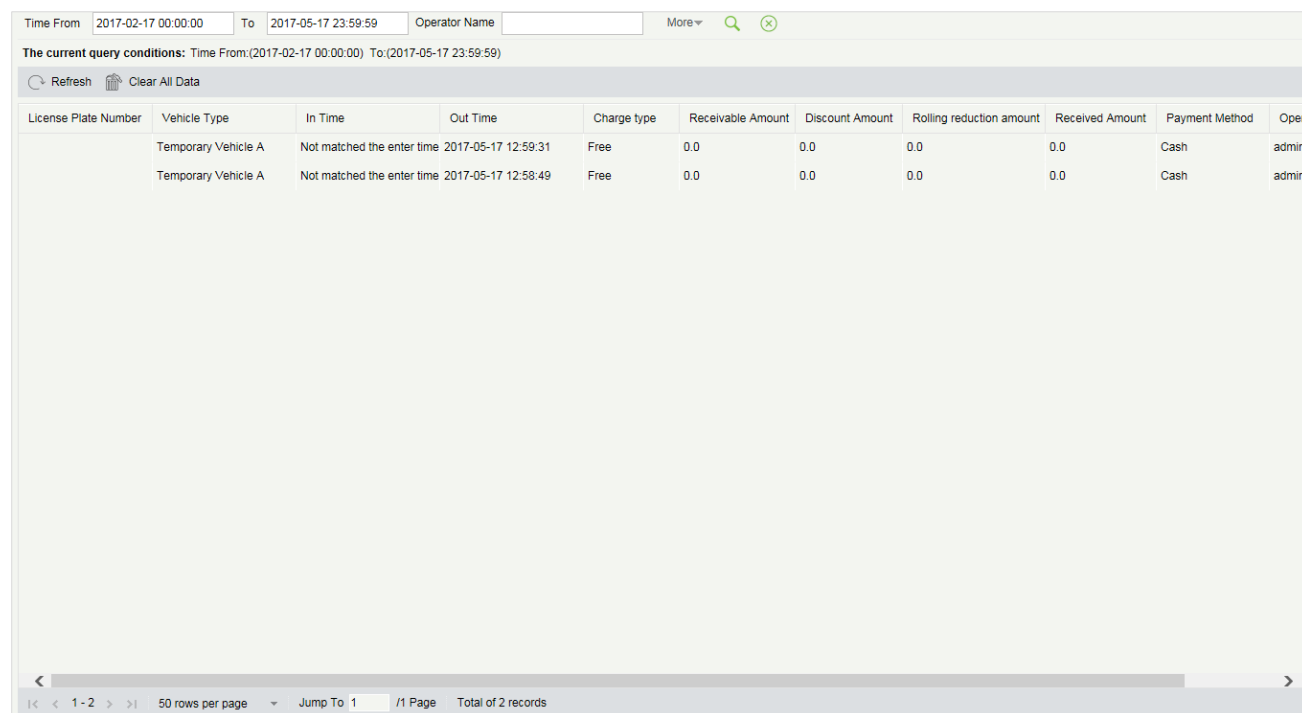 Time From 2017-02-17 00:00:00 To 2017-05-17 23:59:59 Operator Name More
The current query conditions: Time From:(2017-02-17 00:00:00) To:(2017-05-17 23:59:59)
Refresh Clear All Data
License Plate Number Vehicle Type In Time Out Time Charge type Receivable Amount Discount Amount Rolling reduction amount Received Amount Payment Method Oper
Temporary Vehicle A Not matched the enter time 2017-05-17 12:59:31 Free 0.0 0.0 0.0 0.0 Cash admin
Temporary Vehicle A Not matched the enter time 2017-05-17 12:58:49 Free 0.0 0.0 0.0 0.0 Cash admin
1 - 2 50 rows per page Jump To 1 /1 Page Total of 2 records